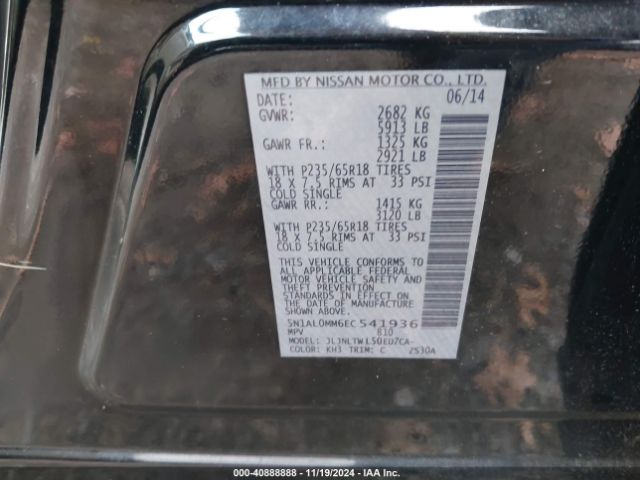 MFD BY NISSAN MOTOR CO., LTD.
DATE: 06/14
GVWR: 2682 KG
5913 LB
GAWR FR.: 1325 KG
2921 LB
WITH P235/65R18 TIRES
18 X 7.5 RIMS AT 33 PSI
COLD SINGLE
GAWR RR.: 1415 KG
3120 LB
WITH P235/65R18 TIRES
18 X 7.5 RIMS AT 33 PSI
COLD SINGLE
THIS VEHICLE CONFORMS TO
ALL APPLICABLE FEDERAL
MOTOR VEHICLE SAFETY AND
THEFT PREVENTION
STANDARDS IN EFFECT ON
THE DATE OF MANUFACTURE
SHOWN ABOVE.
5N1AL0MM6EC541936
MPV 810
MODEL: JLJNLTWL50EUZCA-
COLOR: KH3 TRIM: C 2530A
000-40888888 - 11/19/2024 - IAA Inc.